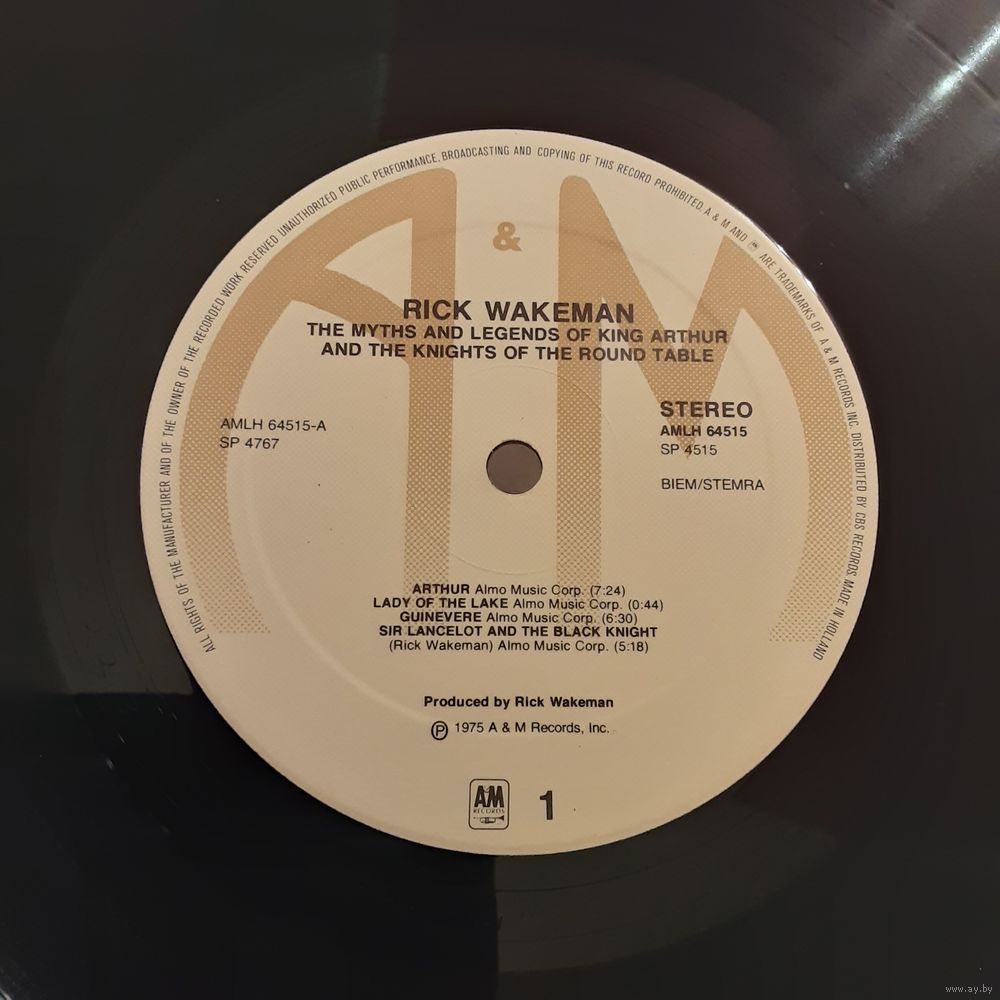 ALL RIGHTS OF THE MANUFACTURER AND OF THE OWNER OF THE RECORDED WORK RESERVED UNAUTHORIZED PUBLIC PERFORMANCE, BROADCASTING AND COPYING OF THIS RECORD PROHIBITED. A & M AND ARE TRADEMARKS OF A & M RECORDS INC. DISTRIBUTED BY CBS RECORDS MADE IN HOLLAND
A & M
RICK WAKEMAN
THE MYTHS AND LEGENDS OF KING ARTHUR
AND THE KNIGHTS OF THE ROUND TABLE
AMLH 64515-A
SP 4767
STEREO
AMLH 64515
SP 4515
BIEM/STEMRA
ARTHUR Almo Music Corp. (7:24)
LADY OF THE LAKE Almo Music Corp. (0:44)
GUINEVERE Almo Music Corp. (6:30)
SIR LANCELOT AND THE BLACK KNIGHT
(Rick Wakeman) Almo Music Corp. (5:18)
Produced by Rick Wakeman
Ⓟ 1975 A & M Records, Inc.
A&M
RECORDS
1
www.ay.by